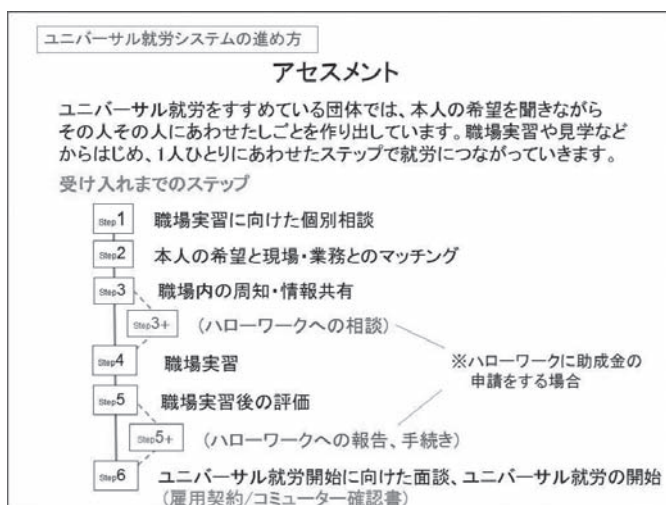 ユニバーサル就労システムの進め方
アセスメント
ユニバーサル就労をすすめている団体では、本人の希望を聞きながら
その人その人にあわせたしごとを作り出しています。職場実習や見学など
からはじめ、1人ひとりにあわせたステップで就労につながっていきます。
受け入れまでのステップ
Step1 職場実習に向けた個別相談
Step2 本人の希望と現場・業務とのマッチング
Step3 職場内の周知・情報共有
Step3+ (ハローワークへの相談)
Step4 職場実習
※ハローワークに助成金の
申請をする場合
Step5 職場実習後の評価
Step5+ (ハローワークへの報告、手続き)
Step6 ユニバーサル就労開始に向けた面談、ユニバーサル就労の開始
(雇用契約/コミューター確認書)